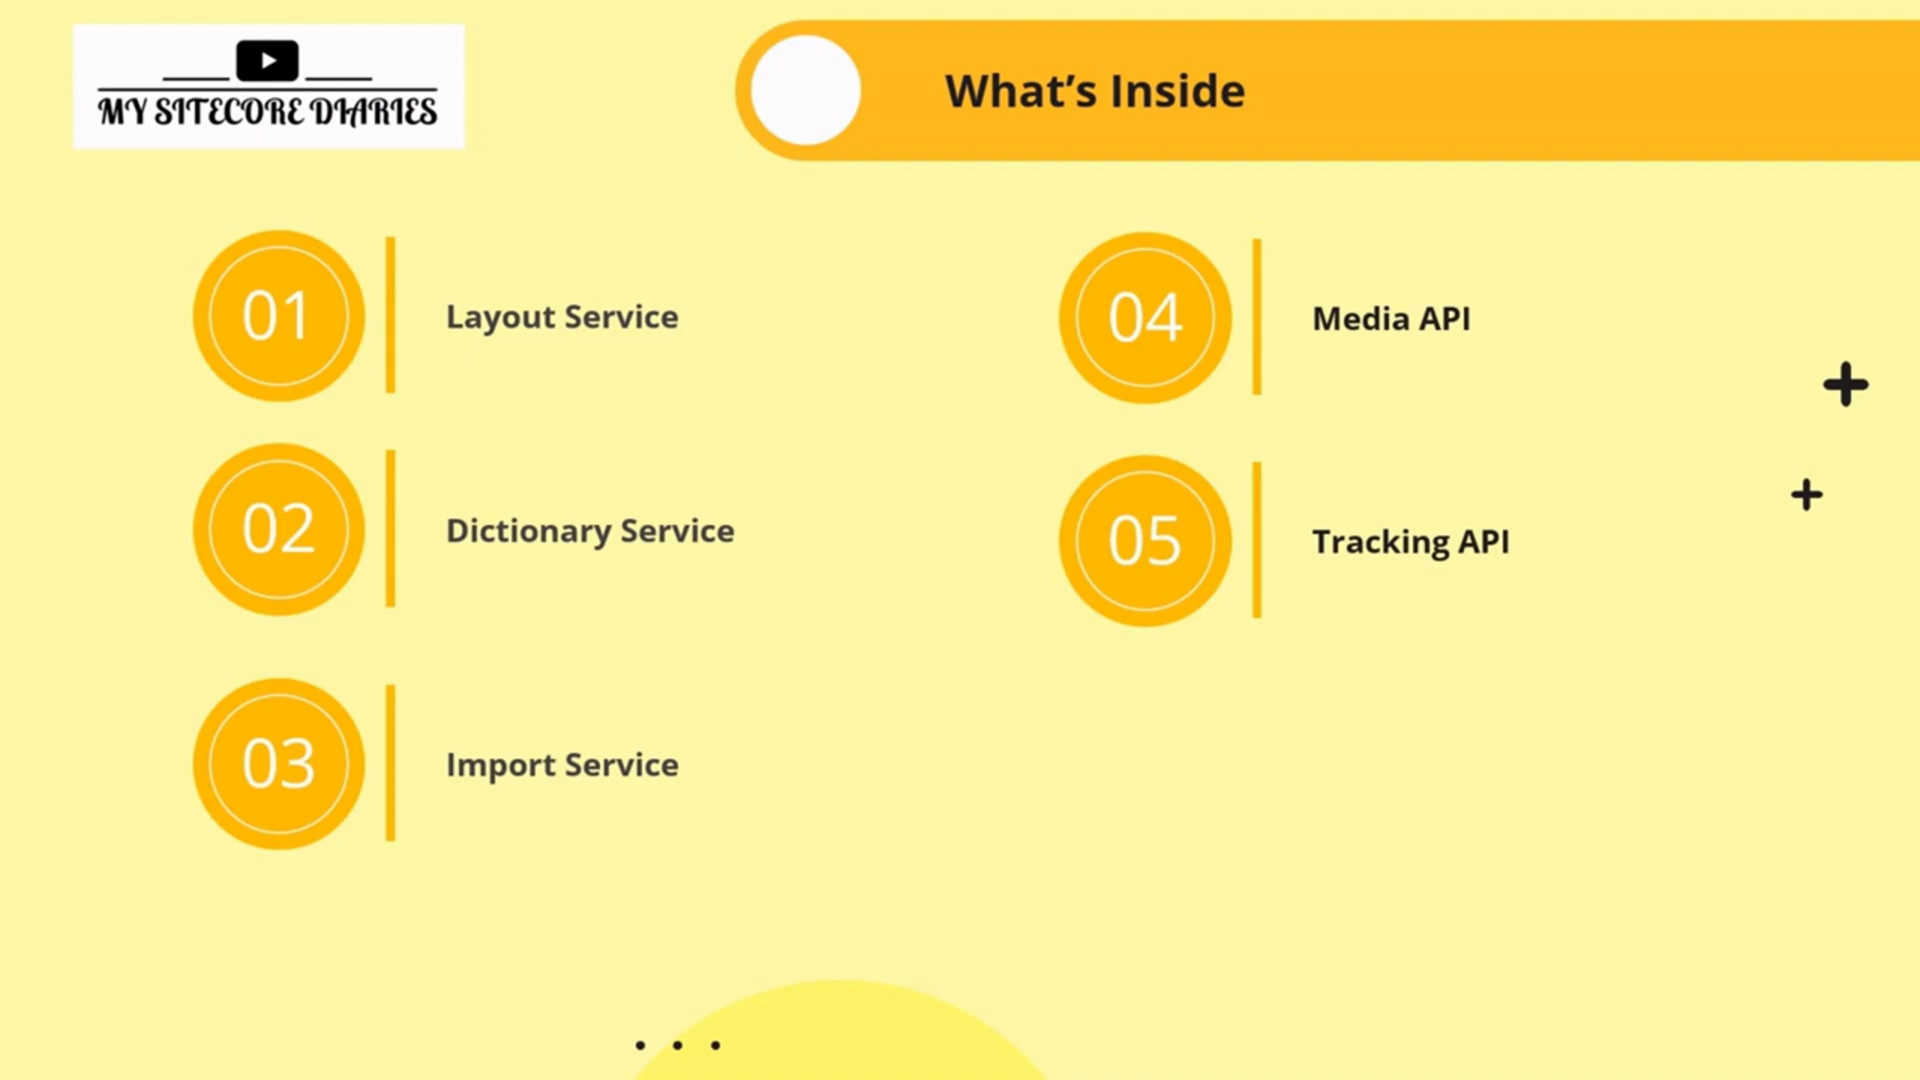 MY SITECORE DIARIES
What’s Inside
01
Layout Service
02
Dictionary Service
03
Import Service
04
Media API
05
Tracking API